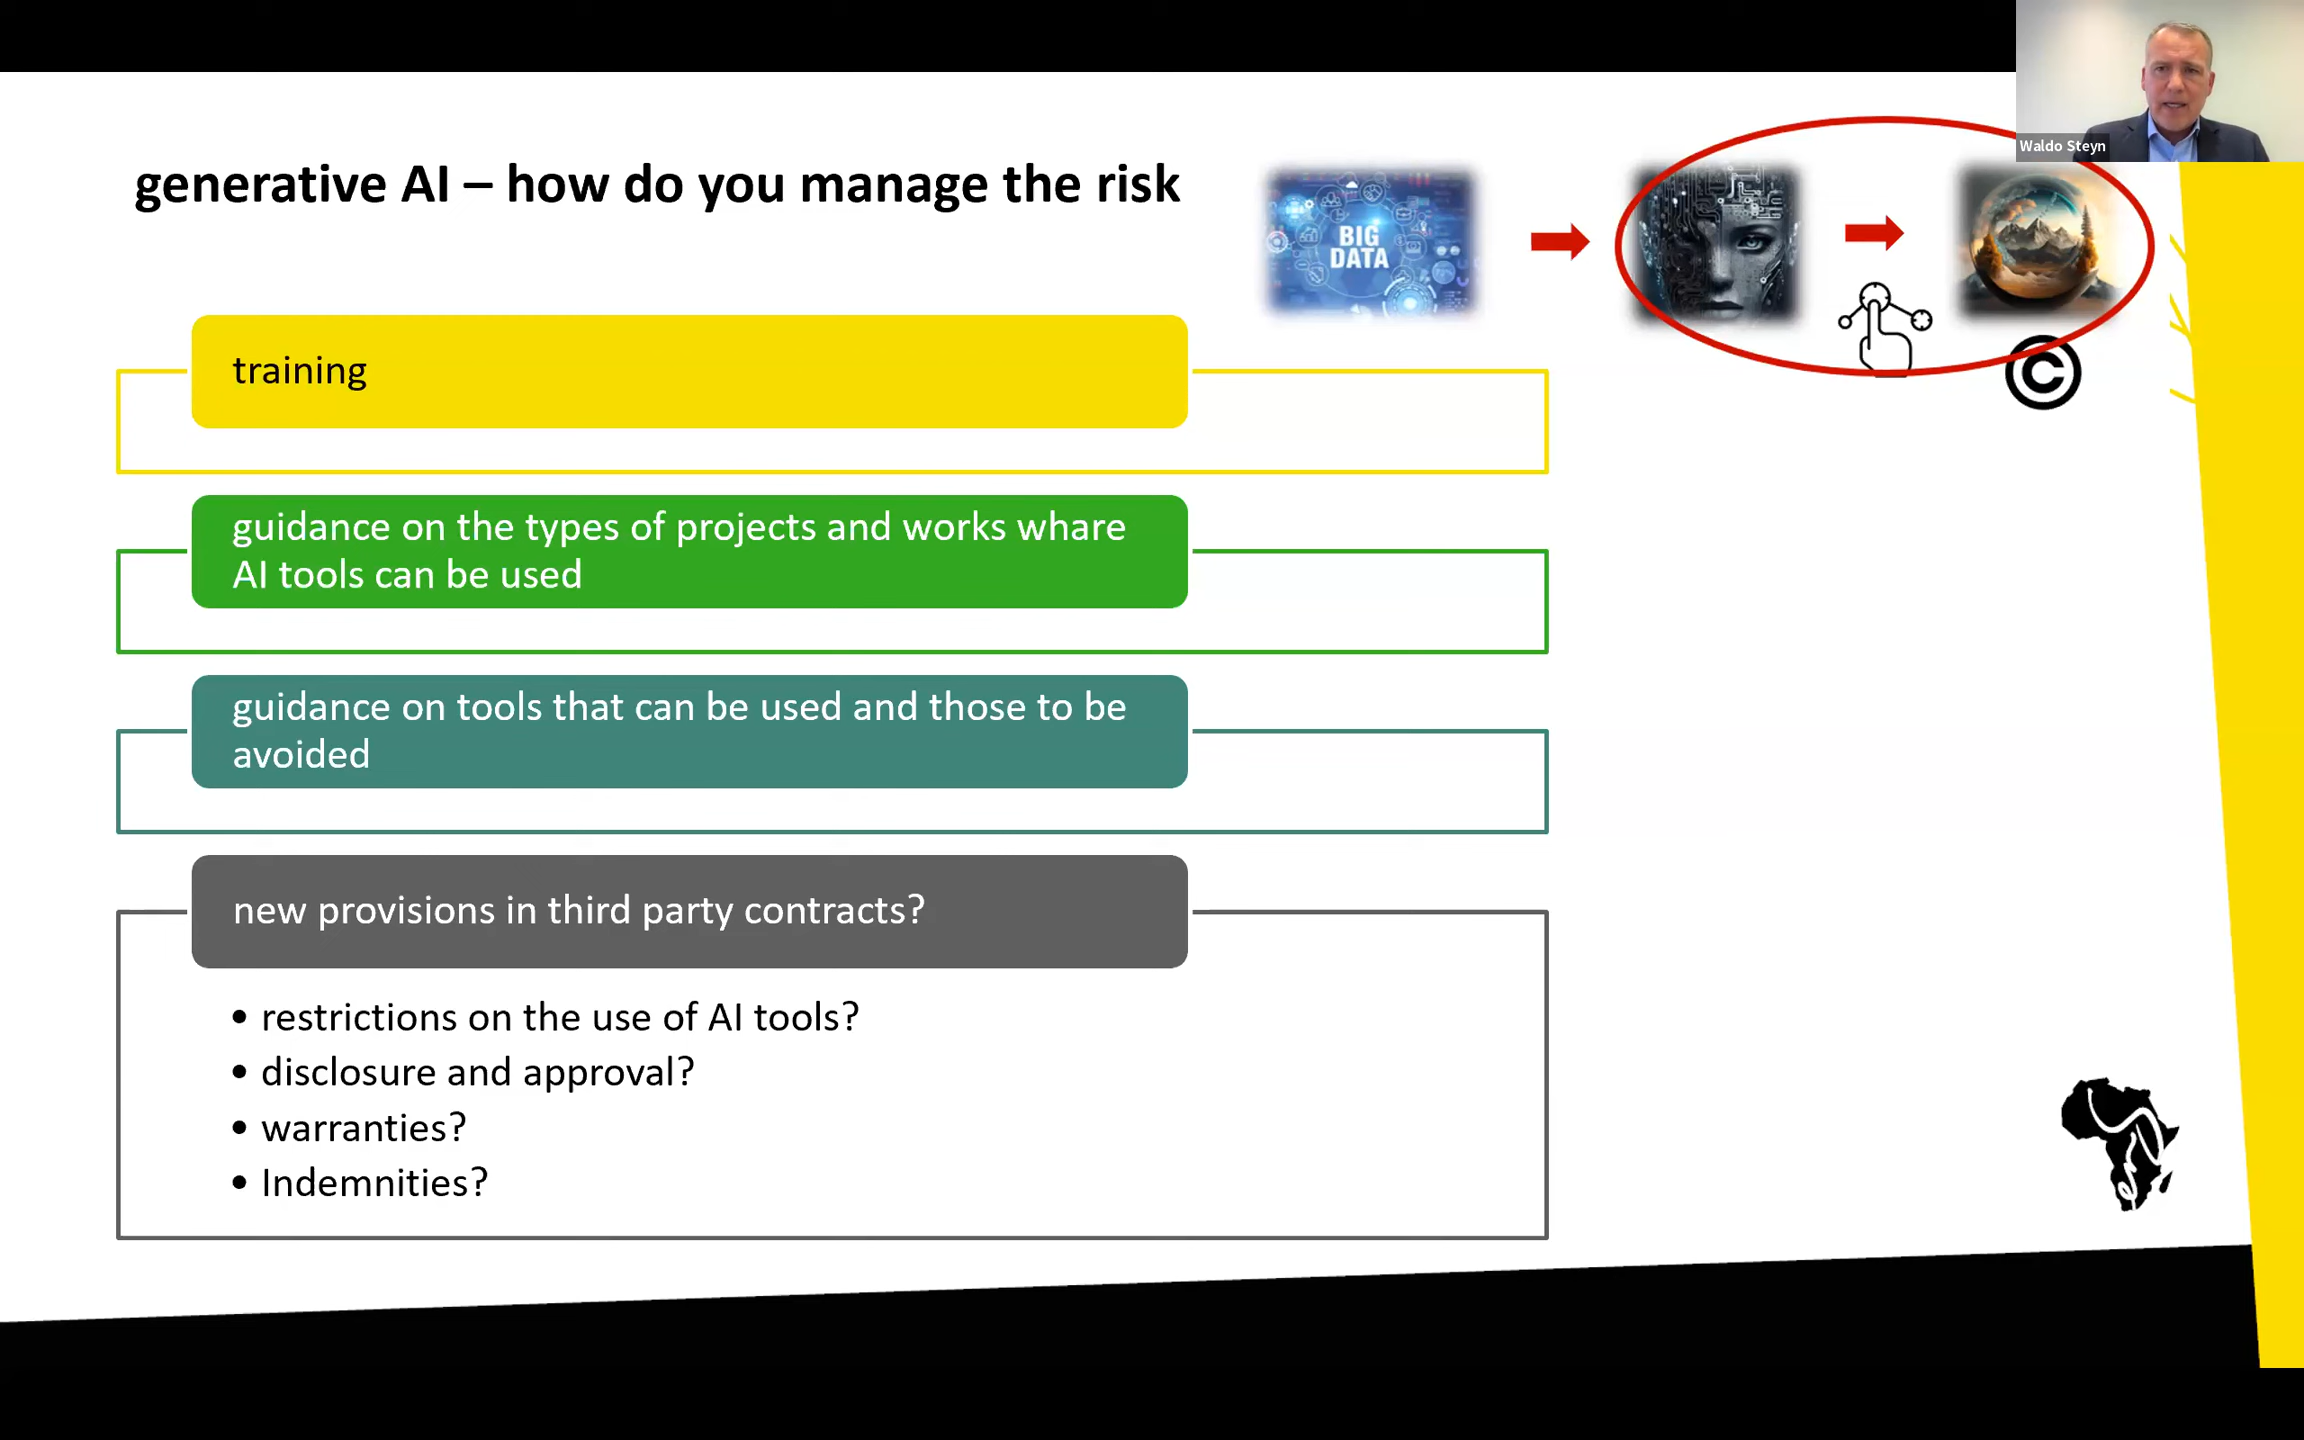 Waldo Steyn
generative AI – how do you manage the risk
BIG
DATA
©
training
guidance on the types of projects and works whare
AI tools can be used
guidance on tools that can be used and those to be
avoided
new provisions in third party contracts?
• restrictions on the use of AI tools?
• disclosure and approval?
• warranties?
• Indemnities?